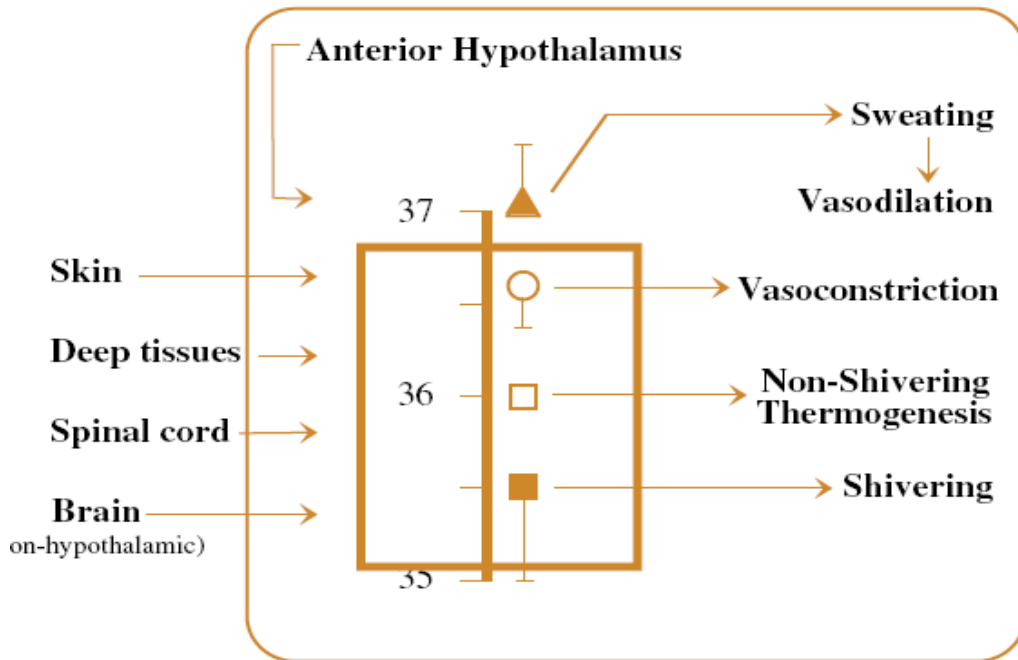 Anterior Hypothalamus
Sweating
Vasodilation
37
Skin
Vasoconstriction
Deep tissues
36
Non-Shivering
Thermogenesis
Spinal cord
Shivering
Brain
on-hypothalamic)
35